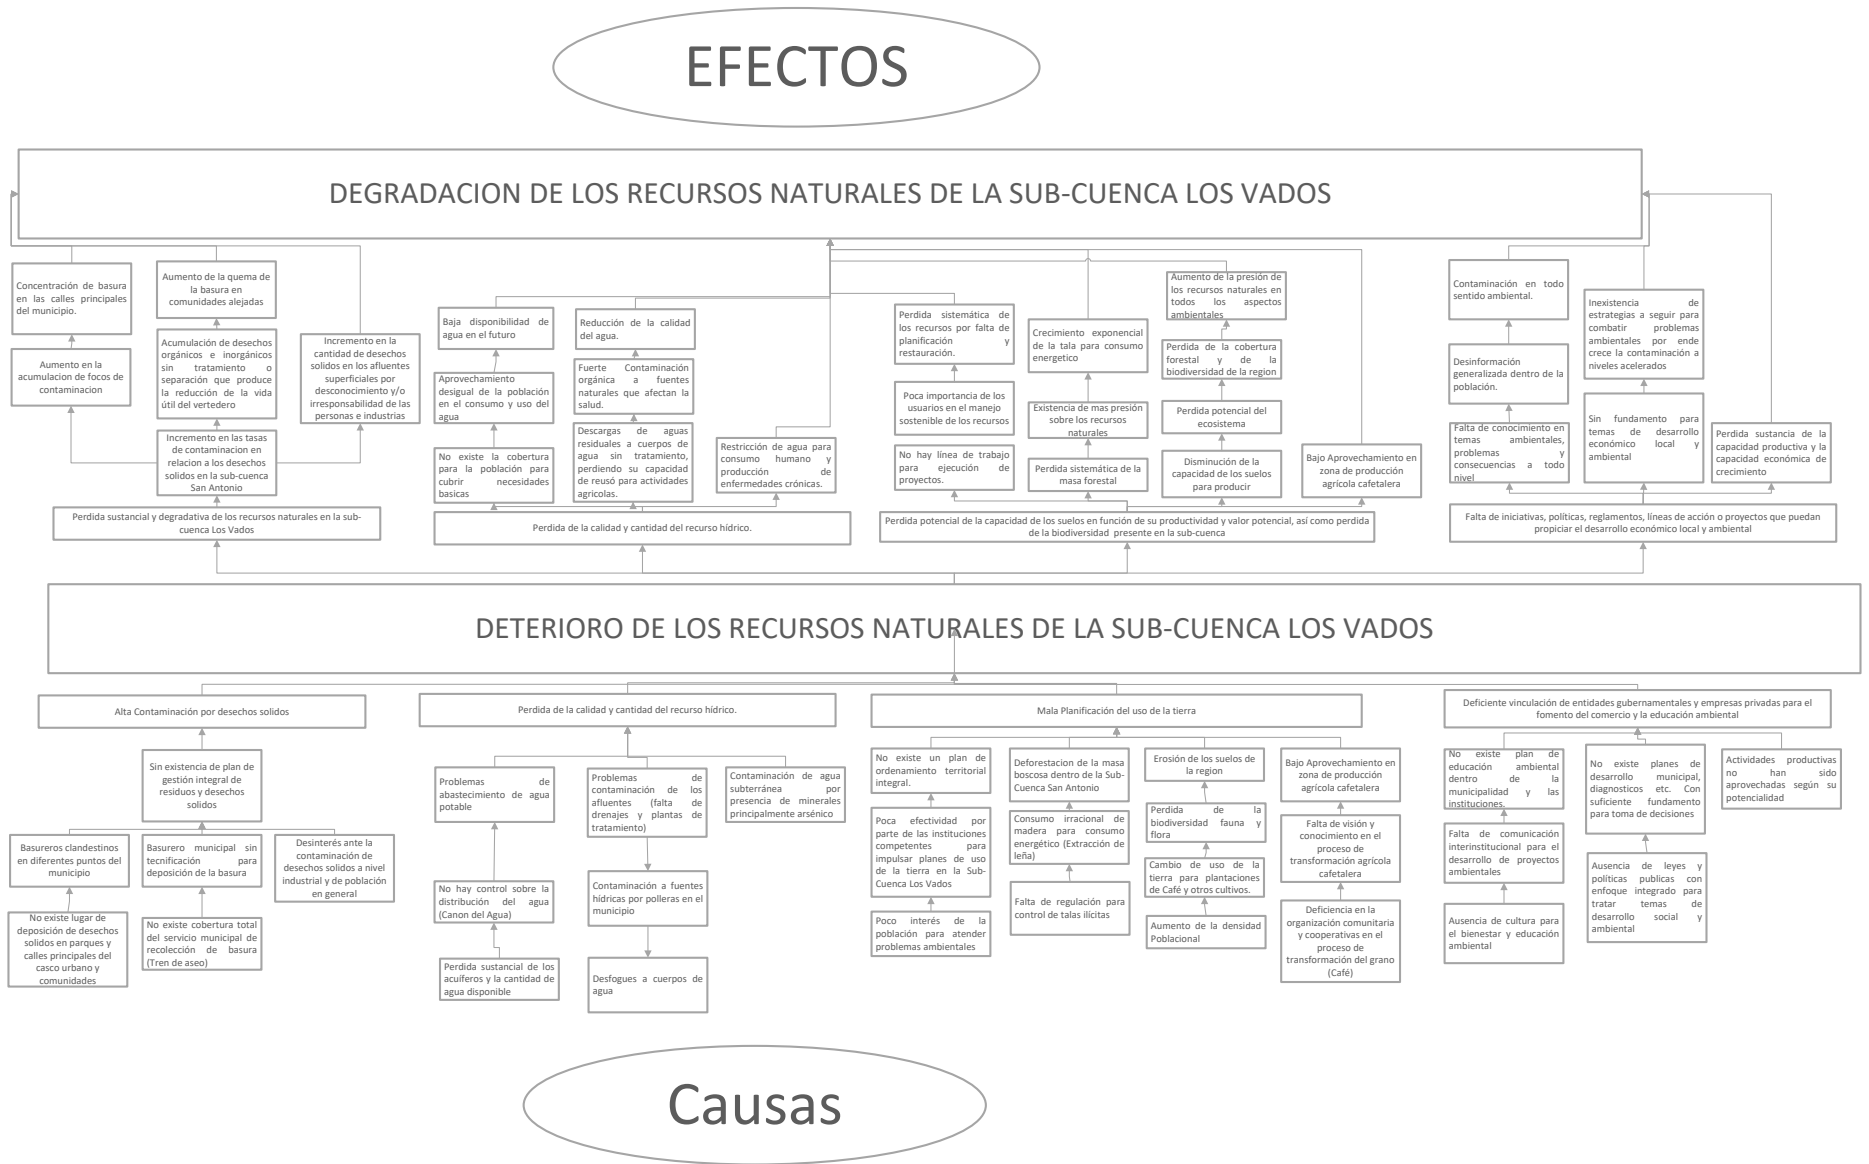 EFECTOS
DEGRADACION DE LOS RECURSOS NATURALES DE LA SUB-CUENCA LOS VADOS
Concentración de basura
en las calles principales
del municipio.
Aumento en la
acumulacion de focos de
contaminacion
Aumento de la quema de
la basura en
comunidades alejadas
Acumulación de desechos
orgánicos e inorgánicos
sin tratamiento o
separación que produce
la reducción de la vida
útil del vertedero
Incremento en las tasas
de contaminacion en
relacion a los desechos
solidos en la sub-cuenca
San Antonio
Incremento en la
cantidad de desechos
solidos en los afluentes
superficiales por
desconocimiento y/o
irresponsabilidad de las
personas e industrias
Perdida sustancial y degradativa de los recursos naturales en la sub-
cuenca Los Vados
Baja disponibilidad de
agua en el futuro
Aprovechamiento
desigual de la población
en el consumo y uso del
agua
No existe la cobertura
para la población para
cubrir necesidades
basicas
Reducción de la calidad
del agua.
Fuerte Contaminación
orgánica a fuentes
naturales que afectan la
salud.
Descargas de aguas
residuales a cuerpos de
agua sin tratamiento,
perdiendo su capacidad
de reusó para actividades
agricolas.
Restricción de agua para
consumo humano y
producción de
enfermedades crónicas.
Perdida de la calidad y cantidad del recurso hídrico.
Perdida sistemática de
los recursos por falta de
planificación y
restauración.
Poca importancia de los
usuarios en el manejo
sostenible de los recursos
No hay línea de trabajo
para ejecución de
proyectos.
Crecimiento exponencial
de la tala para consumo
energetico
Existencia de mas presión
sobre los recursos
naturales
Perdida sistemática de la
masa forestal
Aumento de la presión de
los recursos naturales en
todos los aspectos
ambientales
Perdida de la cobertura
forestal y de la
biodiversidad de la region
Perdida potencial del
ecosistema
Disminución de la
capacidad de los suelos
para producir
Bajo Aprovechamiento en
zona de producción
agrícola cafetalera
Perdida potencial de la capacidad de los suelos en función de su productividad y valor potencial, así como perdida
de la biodiversidad presente en la sub-cuenca
Contaminación en todo
sentido ambiental.
Desinformación
generalizada dentro de la
población.
Falta de conocimiento en
temas ambientales,
problemas y
consecuencias a todo
nivel
Inexistencia de
estrategias a seguir para
combatir problemas
ambientales por ende
crece la contaminación a
niveles acelerados
Sin fundamento para
temas de desarrollo
económico local y
ambiental
Perdida sustancia de la
capacidad productiva y la
capacidad económica de
crecimiento
Falta de iniciativas, políticas, reglamentos, líneas de acción o proyectos que puedan
propiciar el desarrollo económico local y ambiental
DETERIORO DE LOS RECURSOS NATURALES DE LA SUB-CUENCA LOS VADOS
Alta Contaminación por desechos solidos
Sin existencia de plan de
gestión integral de
residuos y desechos
solidos
Basureros clandestinos
en diferentes puntos del
municipio
No existe lugar de
deposición de desechos
solidos en parques y
calles principales del
casco urbano y
comunidades
Basurero municipal sin
tecnificación para
deposición de la basura
No existe cobertura total
del servicio municipal de
recolección de basura
(Tren de aseo)
Desinterés ante la
contaminación de
desechos solidos a nivel
industrial y de población
en general
Perdida de la calidad y cantidad del recurso hídrico.
Problemas de
abastecimiento de agua
potable
No hay control sobre la
distribución del agua
(Canon del Agua)
Perdida sustancial de los
acuíferos y la cantidad de
agua disponible
Problemas de
contaminación de los
afluentes (falta de
drenajes y plantas de
tratamiento)
Contaminación a fuentes
hídricas por polleras en el
municipio
Desfogues a cuerpos de
agua
Contaminación de agua
subterránea por
presencia de minerales
principalmente arsénico
Mala Planificación del uso de la tierra
No existe un plan de
ordenamiento territorial
integral.
Poca efectividad por
parte de las instituciones
competentes para
impulsar planes de uso
de la tierra en la Sub-
Cuenca Los Vados
Poco interés de la
población para atender
problemas ambientales
Deforestacion de la masa
boscosa dentro de la Sub-
Cuenca San Antonio
Consumo irracional de
madera para consumo
energético (Extracción de
leña)
Falta de regulación para
control de talas ilícitas
Erosión de los suelos de
la region
Perdida de la
biodiversidad fauna y
flora
Cambio de uso de la
tierra para plantaciones
de Café y otros cultivos.
Aumento de la densidad
Poblacional
Bajo Aprovechamiento en
zona de producción
agrícola cafetalera
Falta de visión y
conocimiento en el
proceso de
transformación agrícola
cafetalera
Deficiencia en la
organización comunitaria
y cooperativas en el
proceso de
transformación del grano
(Café)
Deficiente vinculación de entidades gubernamentales y empresas privadas para el
fomento del comercio y la educación ambiental
No existe plan de
educación ambiental
dentro de la
municipalidad y las
instituciones.
Falta de comunicación
interinstitucional para el
desarrollo de proyectos
ambientales
Ausencia de cultura para
el bienestar y educación
ambiental
No existe planes de
desarrollo municipal,
diagnosticos etc. Con
suficiente fundamento
para toma de decisiones
Ausencia de leyes y
políticas publicas con
enfoque integrado para
tratar temas de
desarrollo social y
ambiental
Actividades productivas
no han sido
aprovechadas según su
potencialidad
Causas